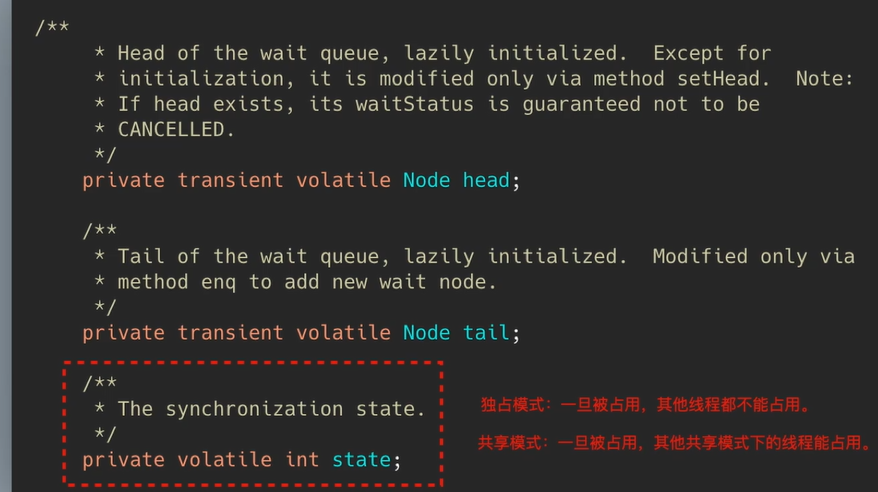 /**
* Head of the wait queue, lazily initialized.  Except for
* initialization, it is modified only via method setHead.  Note:
* If head exists, its waitStatus is guaranteed not to be
* CANCELLED.
*/
private transient volatile Node head;
/**
* Tail of the wait queue, lazily initialized.  Modified only via
* method enq to add new wait node.
*/
private transient volatile Node tail;
/**
* The synchronization state.
*/
private volatile int state;
独占模式：一旦被占用，其他线程都不能占用。
共享模式：一旦被占用，其他共享模式下的线程能占用。